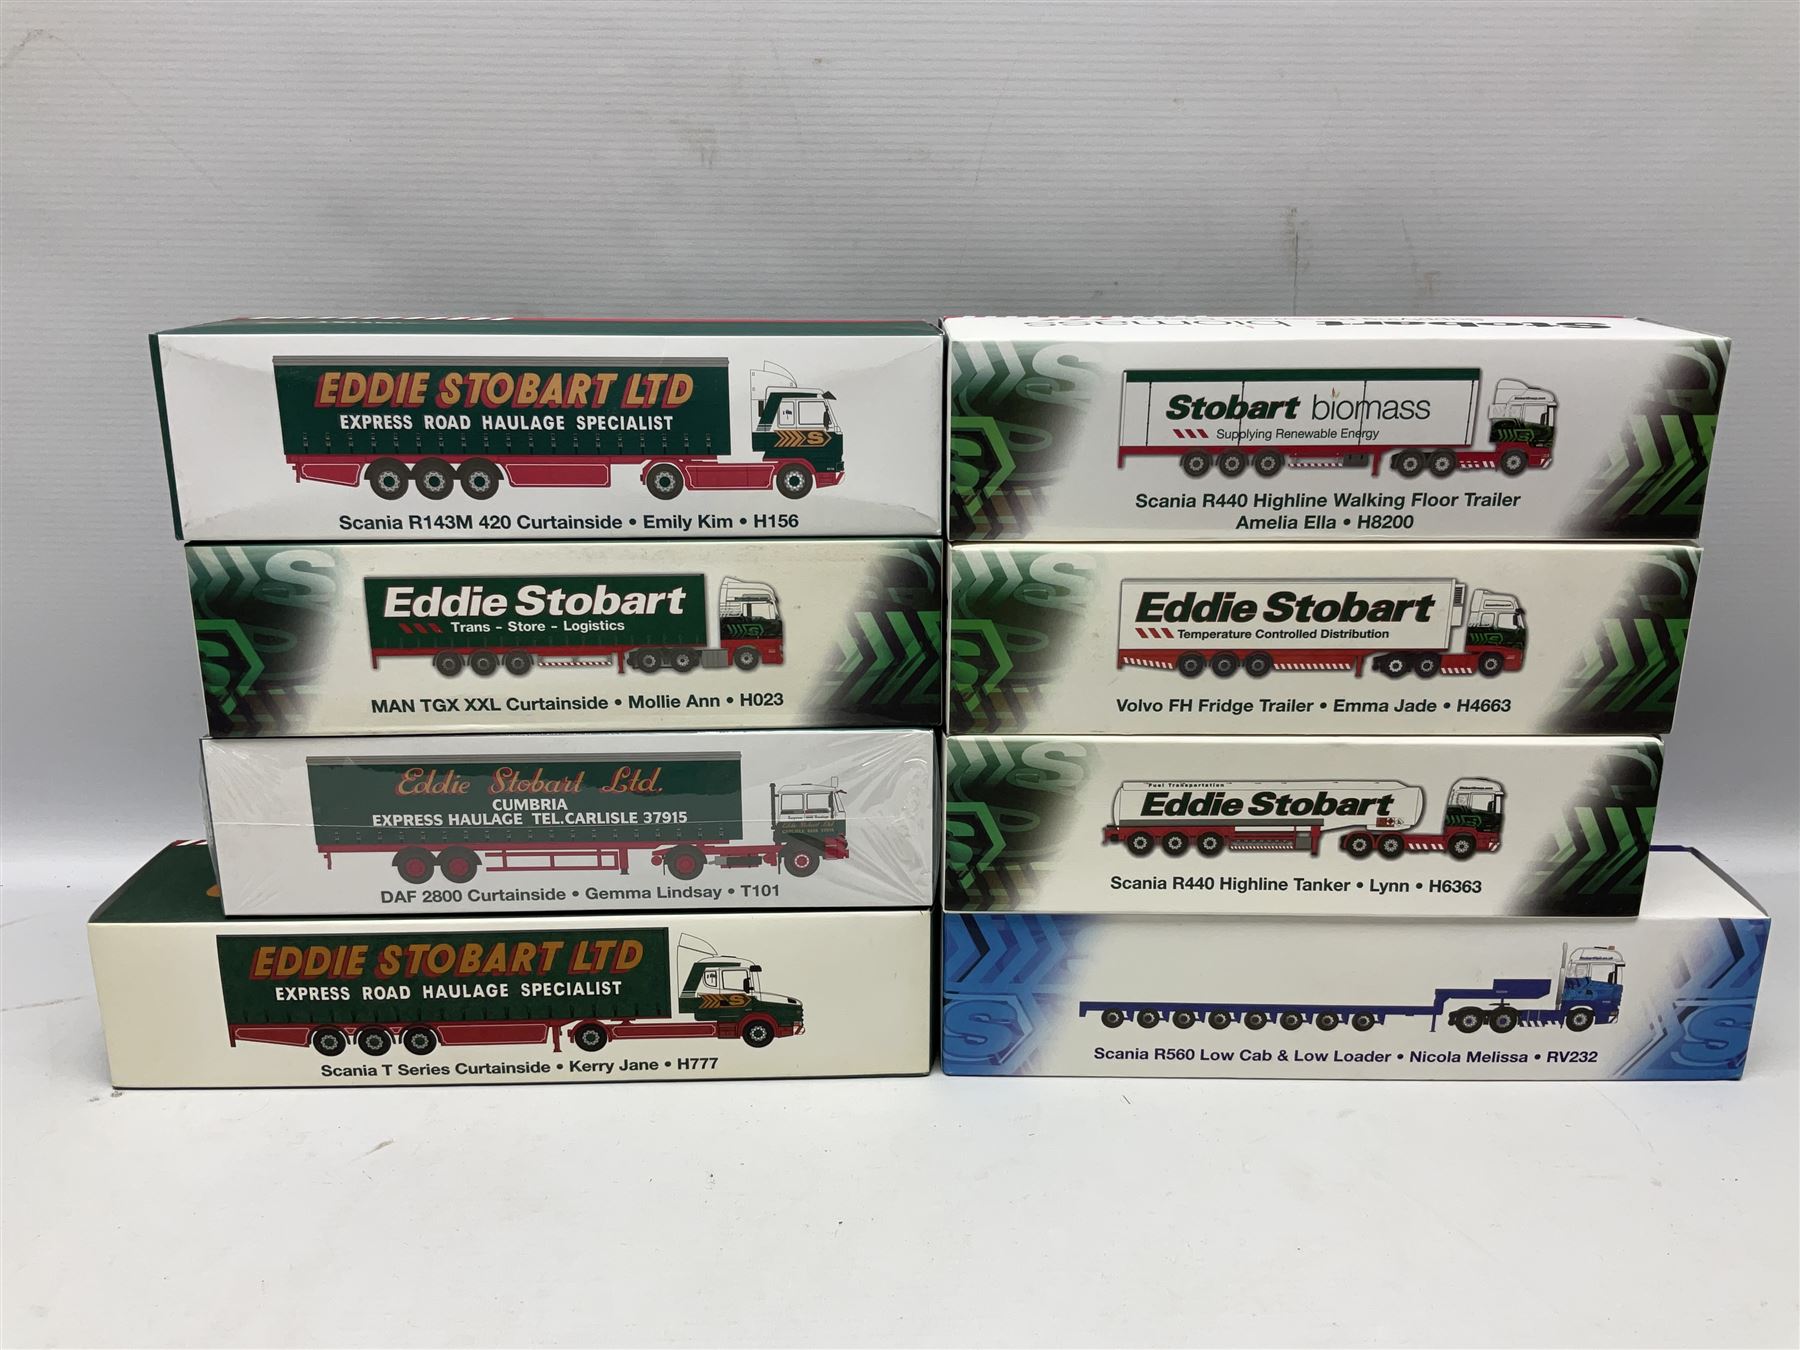 EDDIE STOBART LTD
EXPRESS ROAD HAULAGE SPECIALIST
S
Scania R143M 420 Curtainside • Emily Kim • H156
Eddie Stobart
Trans - Store - Logistics
MAN TGX XXL Curtainside • Mollie Ann • H023
Eddie Stobart Ltd.
CUMBRIA
EXPRESS HAULAGE TEL.CARLISLE 37915
DAF 2800 Curtainside • Gemma Lindsay • T101
EDDIE STOBART LTD
EXPRESS ROAD HAULAGE SPECIALIST
S
Scania T Series Curtainside • Kerry Jane • H777
Stobart biomass
Stobart biomass
Supplying Renewable Energy
Scania R440 Highline Walking Floor Trailer
Amelia Ella • H8200
Eddie Stobart
Temperature Controlled Distribution
Volvo FH Fridge Trailer • Emma Jade • H4663
Fuel Transportation
Eddie Stobart
Scania R440 Highline Tanker • Lynn • H6363
Scania R560 Low Cab & Low Loader • Nicola Melissa • RV232